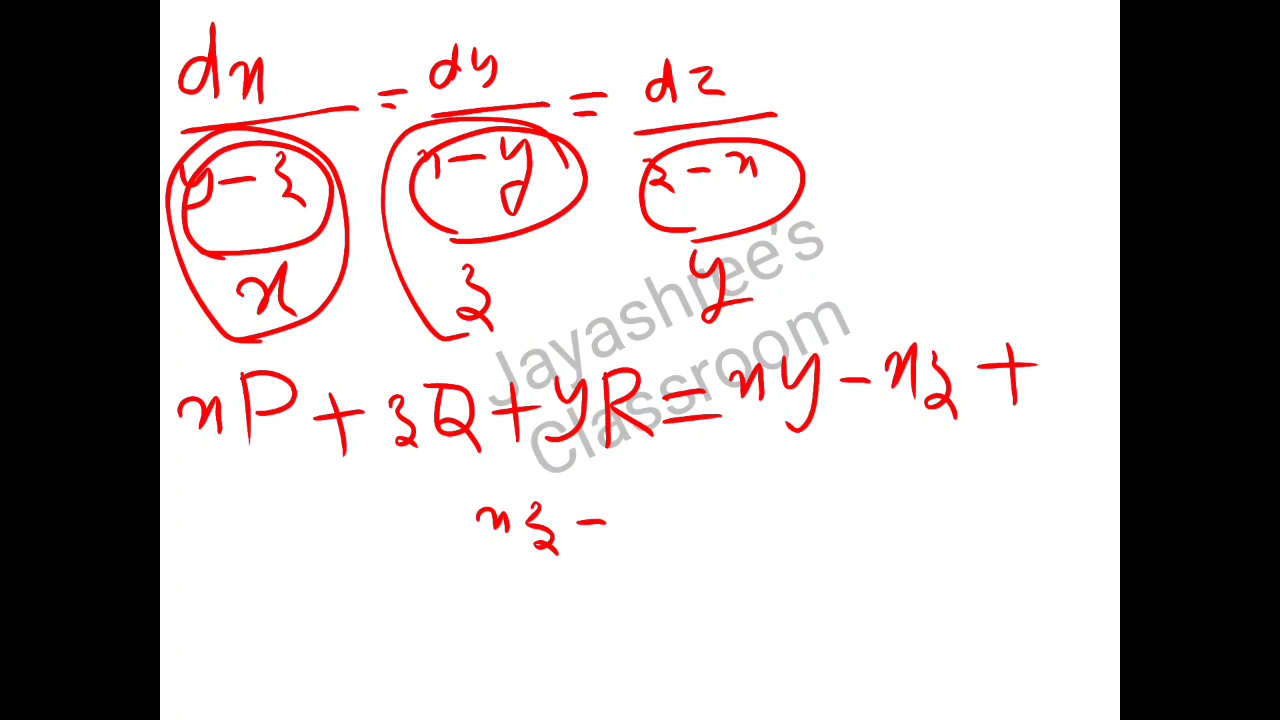 dx = dy = dz
y-z x-y z-x
x z y
xP + zQ + yR = xy - xz +
xz -
Jayashree's
Classroom